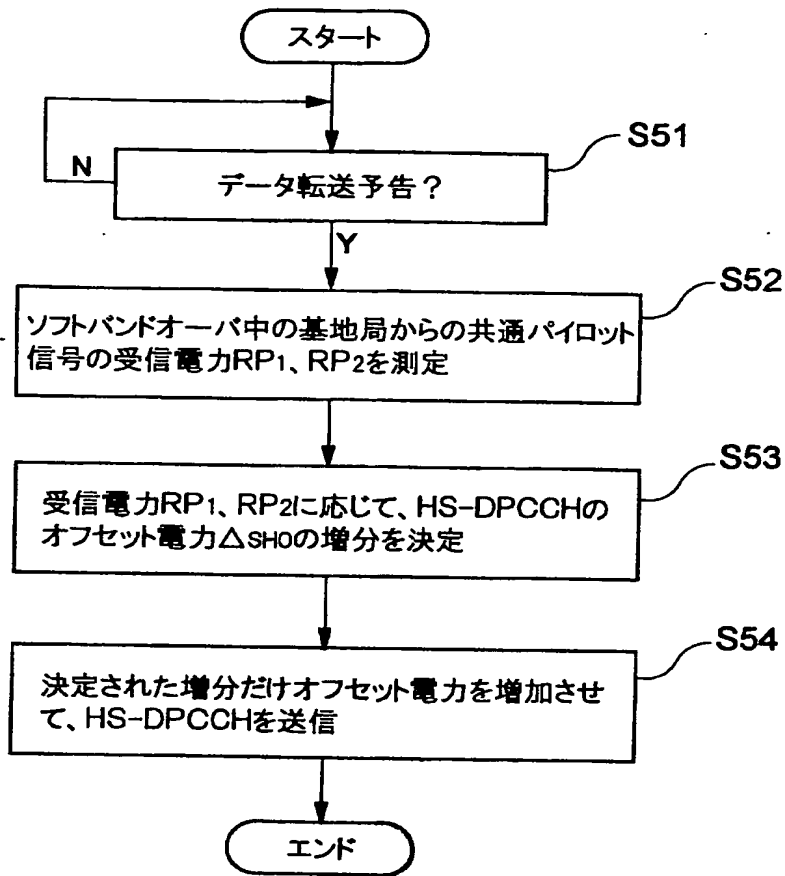 スタート
S51
N
データ転送予告？
Y
S52
ソフトバンドオーバ中の基地局からの共通パイロット
信号の受信電力RP1、RP2を測定
S53
受信電力RP1、RP2に応じて、HS-DPCCHの
オフセット電力△SHOの増分を決定
S54
決定された増分だけオフセット電力を増加させ
て、HS-DPCCHを送信
エンド